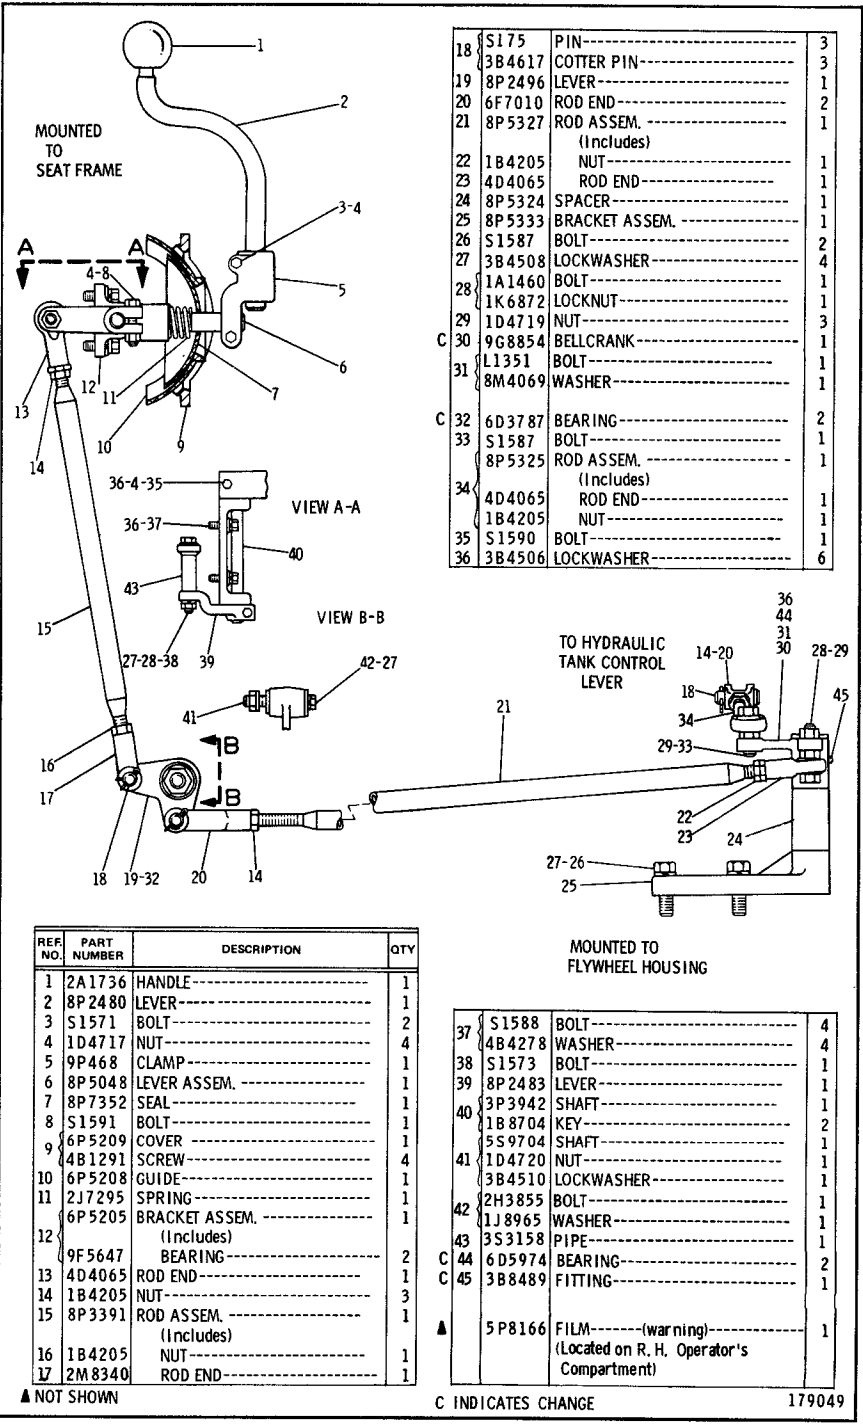 MOUNTED
TO
SEAT FRAME
1
2
3-4
A A
4-8
5
6
7
12
11
13
10
9
14
36-4-35
VIEW A-A
36-37
40
43
15
VIEW B-B
27-28-38
39
42-27
41
16
17
B
B
18
19-32
20
14
21
TO HYDRAULIC
TANK CONTROL
LEVER
36
44
31
30
14-20
28-29
18
45
34
29-33
22
23
24
27-26
25
MOUNTED TO
FLYWHEEL HOUSING
18 S175 PIN 3
3B4617 COTTER PIN 3
19 8P2496 LEVER 1
20 6F7010 ROD END 2
21 8P5327 ROD ASSEM. 1
(Includes)
22 1B4205 NUT 1
23 4D4065 ROD END 1
24 8P5324 SPACER 1
25 8P5333 BRACKET ASSEM. 1
26 S1587 BOLT 2
27 3B4508 LOCKWASHER 4
28 1A1460 BOLT 1
1K6872 LOCKNUT 1
29 1D4719 NUT 3
C 30 9G8854 BELLCRANK 1
31 L1351 BOLT 1
8M4069 WASHER 1
C 32 6D3787 BEARING 2
33 S1587 BOLT 1
34 8P5325 ROD ASSEM. 1
(Includes)
4D4065 ROD END 1
1B4205 NUT 1
35 S1590 BOLT 1
36 3B4506 LOCKWASHER 6
REF. NO. PART NUMBER DESCRIPTION QTY
1 2A1736 HANDLE 1
2 8P2480 LEVER 1
3 S1571 BOLT 2
4 1D4717 NUT 4
5 9P468 CLAMP 1
6 8P5048 LEVER ASSEM. 1
7 8P7352 SEAL 1
8 S1591 BOLT 1
9 6P5209 COVER 1
4B1291 SCREW 4
10 6P5208 GUIDE 1
11 2J7295 SPRING 1
12 6P5205 BRACKET ASSEM. 1
(Includes)
9F5647 BEARING 2
13 4D4065 ROD END 1
14 1B4205 NUT 3
15 8P3391 ROD ASSEM. 1
(Includes)
16 1B4205 NUT 1
17 2M8340 ROD END 1
▲ NOT SHOWN
37 S1588 BOLT 4
4B4278 WASHER 4
38 S1573 BOLT 1
39 8P2483 LEVER 1
40 3P3942 SHAFT 1
1B8704 KEY 2
41 5S9704 SHAFT 1
1D4720 NUT 1
3B4510 LOCKWASHER 1
42 2H3855 BOLT 1
1J8965 WASHER 1
43 3S3158 PIPE 1
C 44 6D5974 BEARING 2
C 45 3B8489 FITTING 1
▲ 5P8166 FILM (warning) 1
(Located on R. H. Operator's
Compartment)
C INDICATES CHANGE
179049